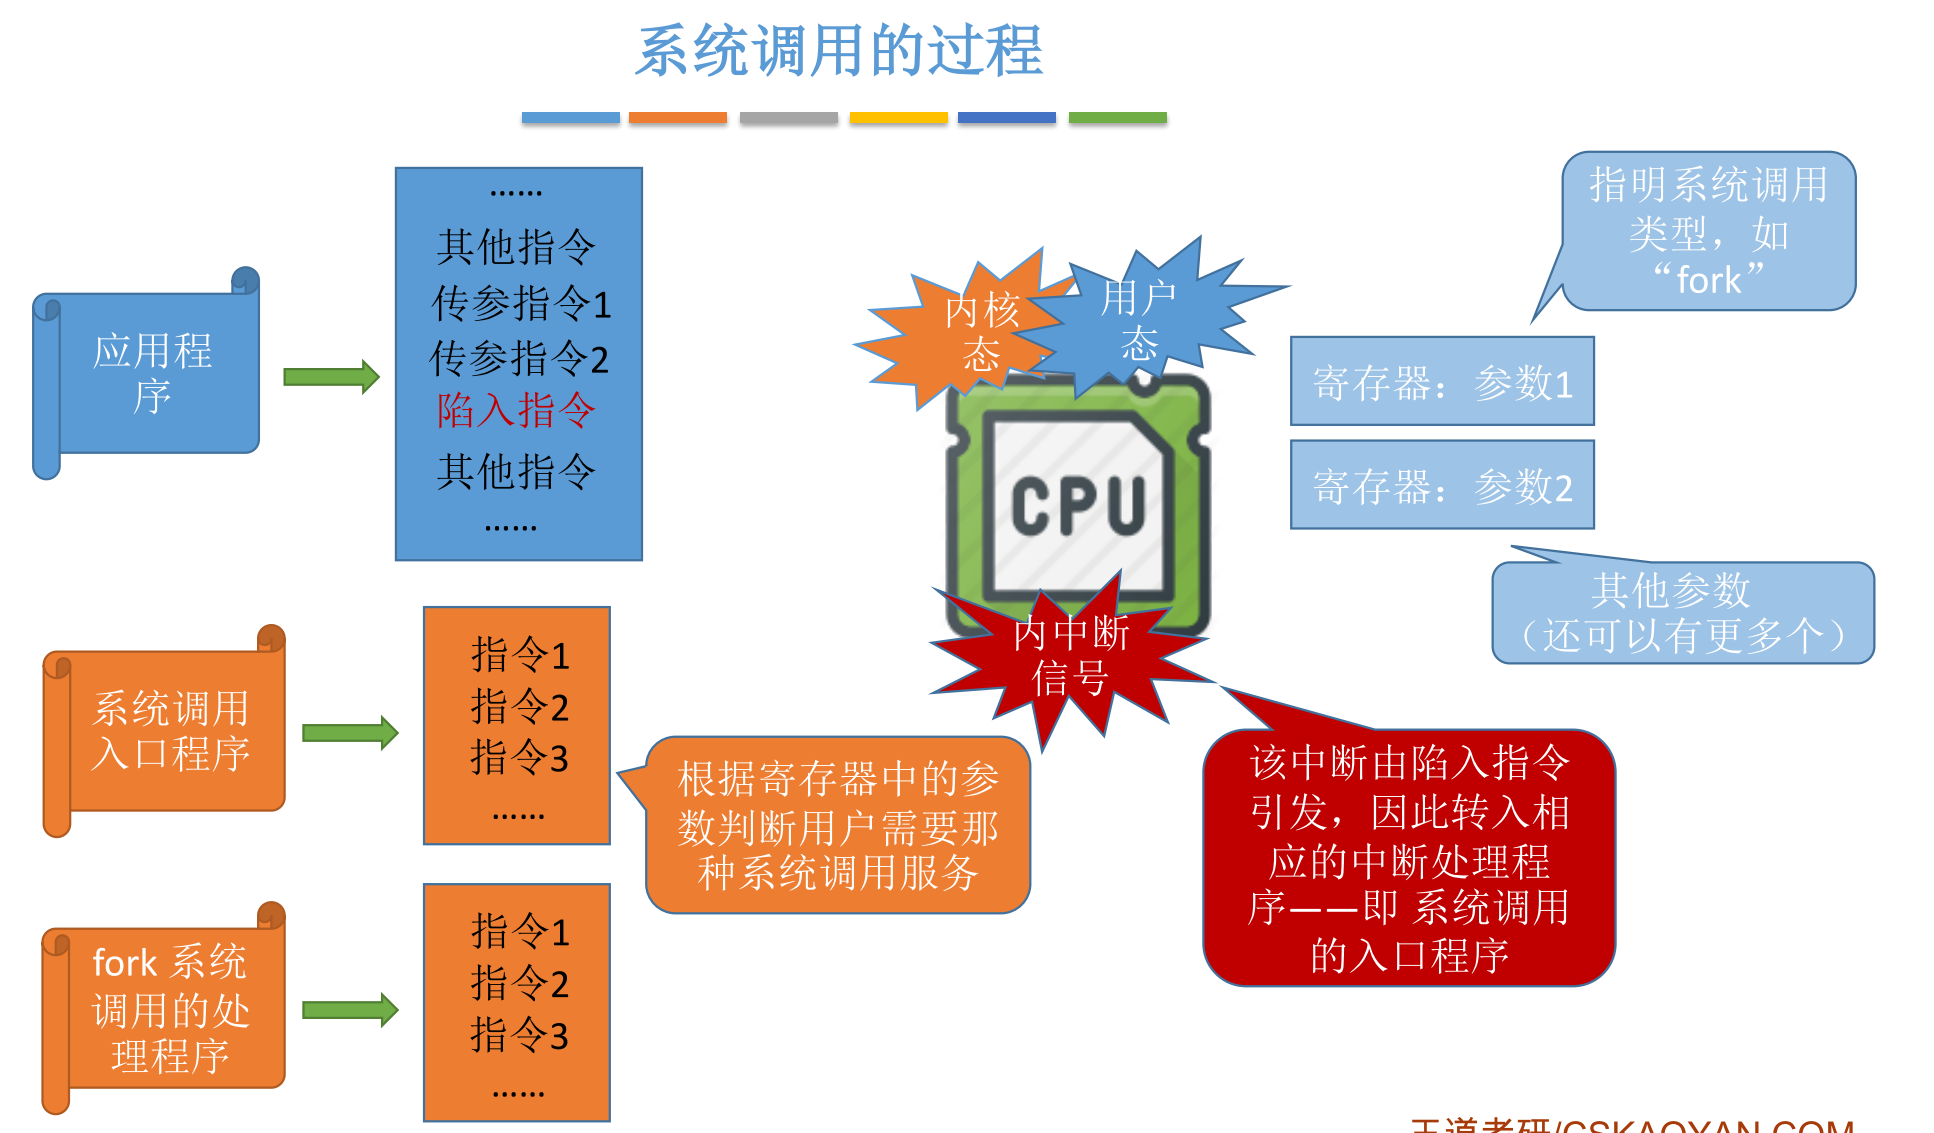 系统调用的过程
……
其他指令
传参指令1
传参指令2
陷入指令
其他指令
……
应用程
序
内核
态
用户
态
CPU
内中断
信号
指明系统调用
类型，如
“fork”
寄存器：参数1
寄存器：参数2
其他参数
（还可以有更多个）
系统调用
入口程序
指令1
指令2
指令3
……
根据寄存器中的参
数判断用户需要那
种系统调用服务
该中断由陷入指令
引发，因此转入相
应的中断处理程
序——即 系统调用
的入口程序
fork 系统
调用的处
理程序
指令1
指令2
指令3
……
王道考研/CSKAOYAN.COM